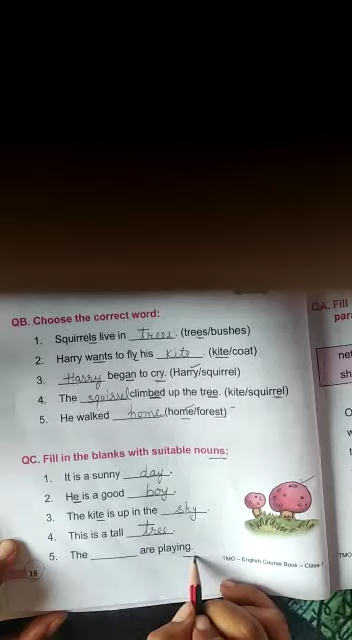 QB. Choose the correct word:
1. Squirrels live in trees. (trees/bushes)
2. Harry wants to fly his kite. (kite/coat)
3. Harry began to cry. (Harry/squirrel)
4. The squirrel climbed up the tree. (kite/squirrel)
5. He walked home (home/forest)
QC. Fill in the blanks with suitable nouns:
1. It is a sunny day.
2. He is a good boy.
3. The kite is up in the sky.
4. This is a tall tree.
5. The ________ are playing.
18
TMO – English Course Book – Class
QA. Fill
par
net
sh
TMO